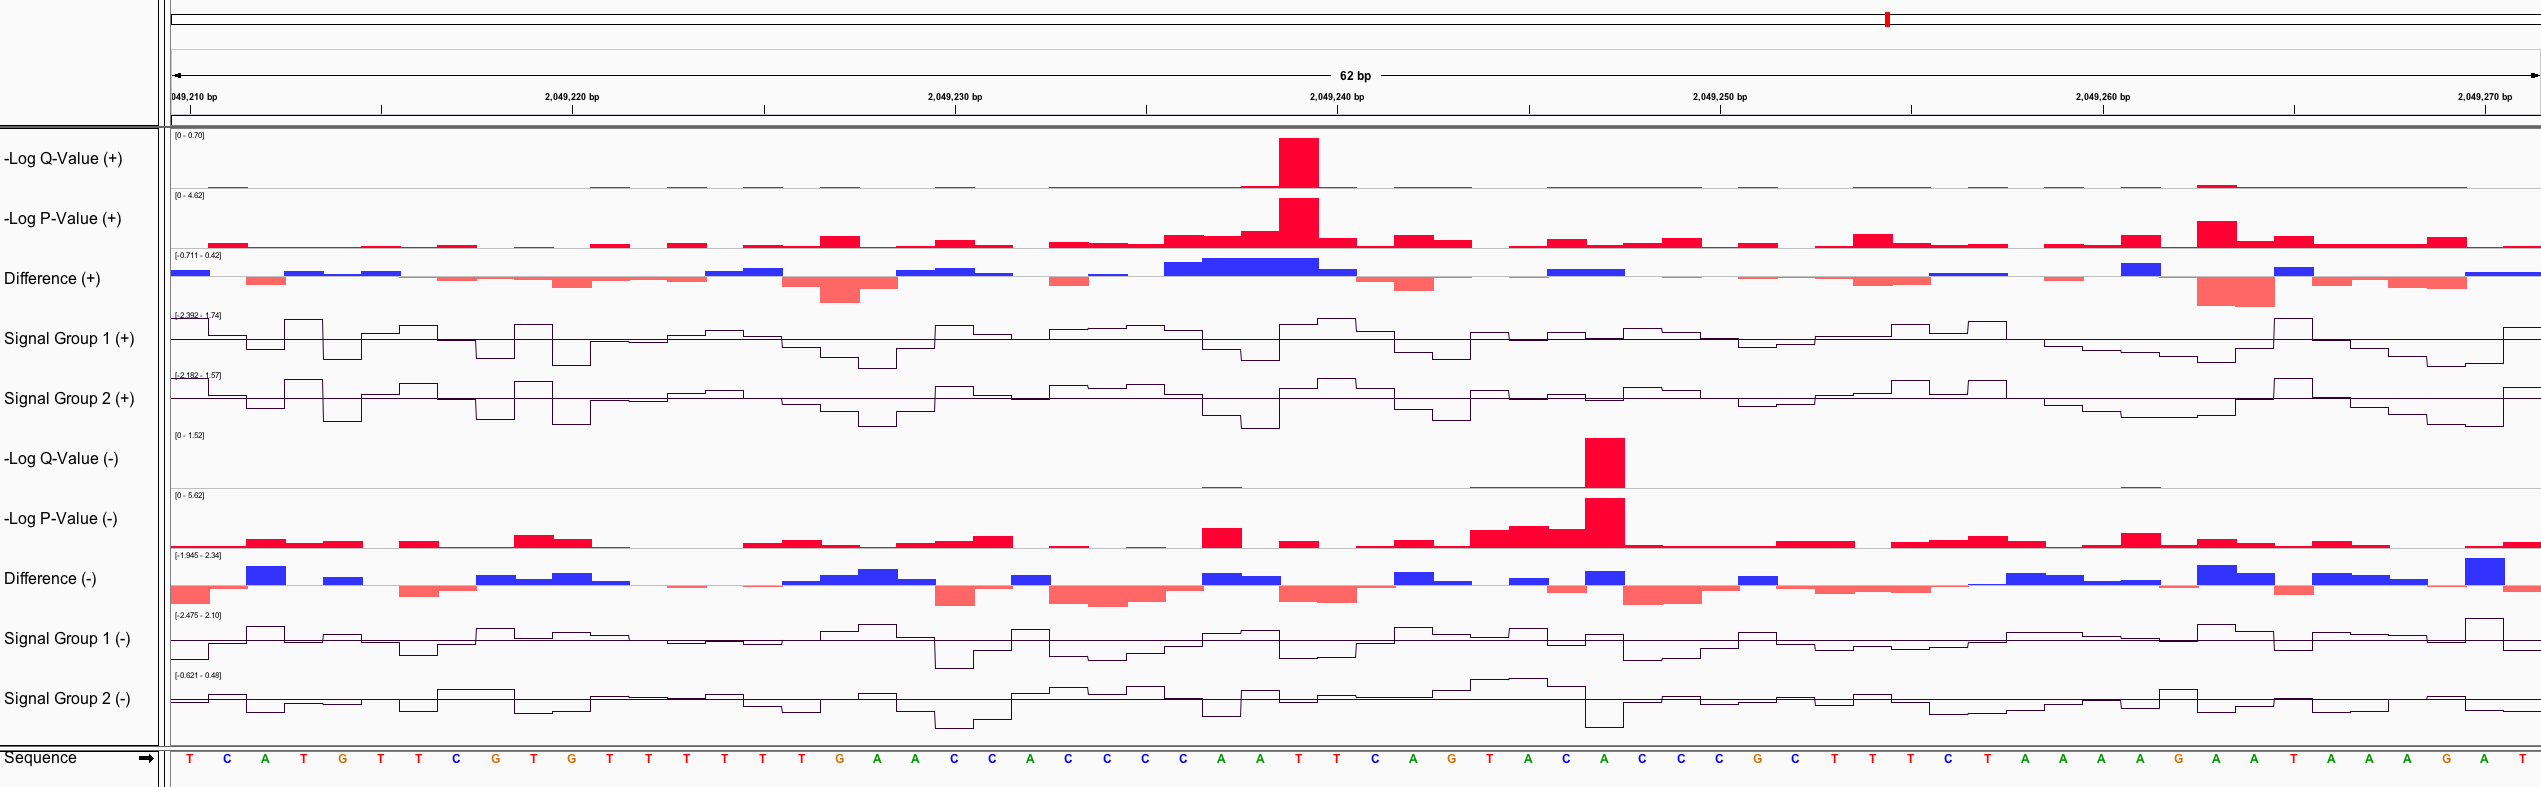 62 bp
049,210 bp 2,049,220 bp 2,049,230 bp 2,049,240 bp 2,049,250 bp 2,049,260 bp 2,049,270 bp
[0 - 0.70]
-Log Q-Value (+)
[0 - 4.62]
-Log P-Value (+)
[-0.711 - 0.42]
Difference (+)
[-2.392 - 1.74]
Signal Group 1 (+)
[-2.182 - 1.57]
Signal Group 2 (+)
[0 - 1.52]
-Log Q-Value (-)
[0 - 5.62]
-Log P-Value (-)
[-1.945 - 2.34]
Difference (-)
[-2.475 - 2.10]
Signal Group 1 (-)
[-0.621 - 0.48]
Signal Group 2 (-)
Sequence T C A T G T T C G T G T T T T T T G A A C C A C C C C A A T T C A G T A C A C C C G C T T T C T A A A A G A A T A A A G A T